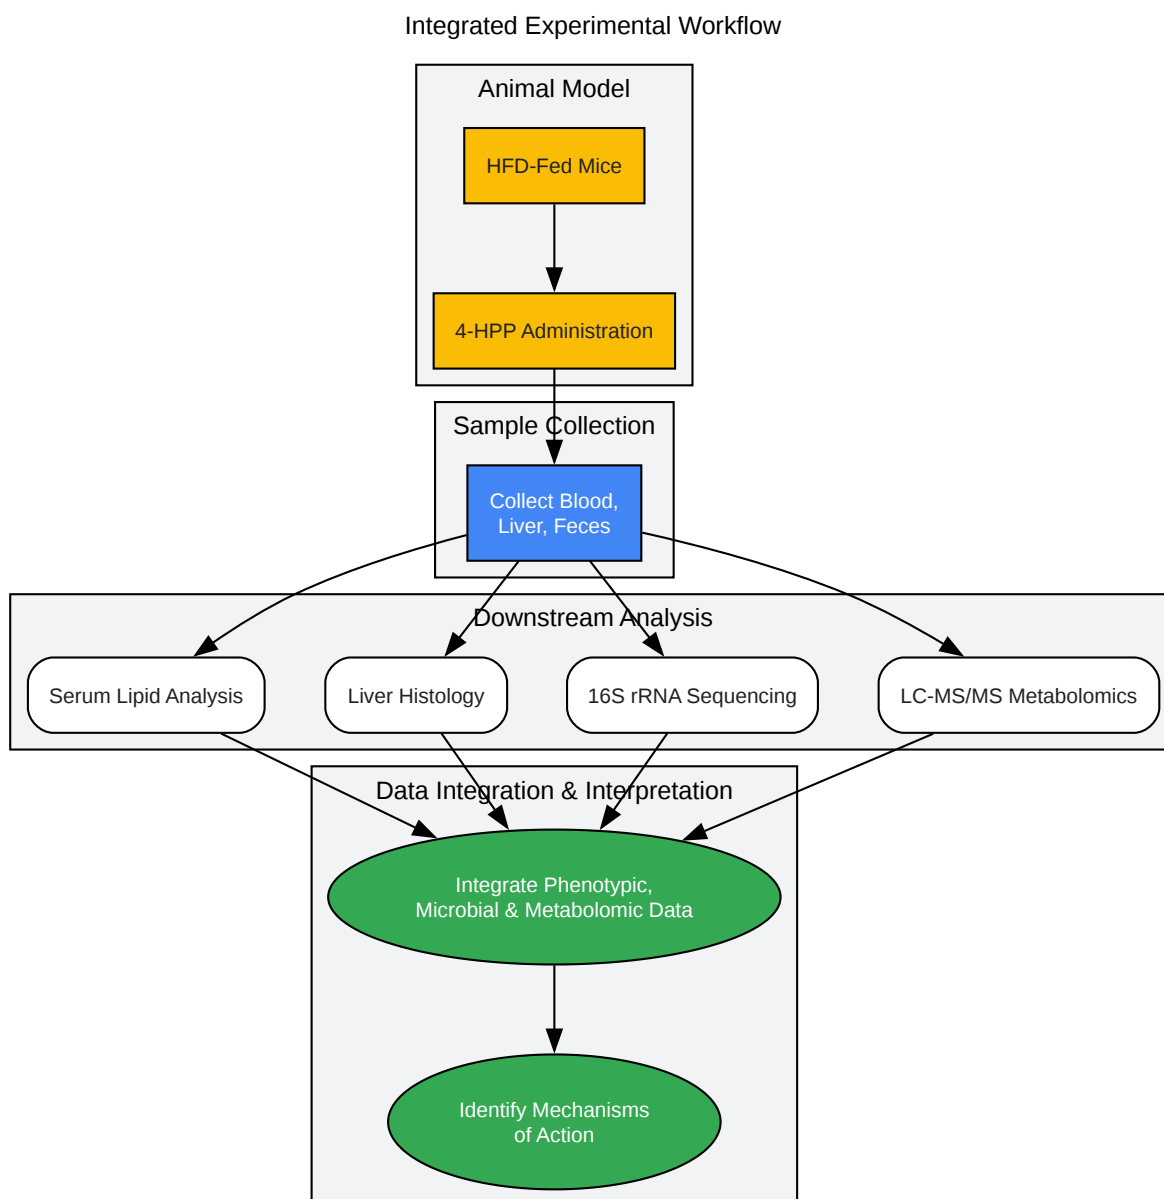 Integrated Experimental Workflow
Animal Model
HFD-Fed Mice
4-HPP Administration
Sample Collection
Collect Blood,
Liver, Feces
Downstream Analysis
Serum Lipid Analysis
Liver Histology
16S rRNA Sequencing
LC-MS/MS Metabolomics
Data Integration & Interpretation
Integrate Phenotypic,
Microbial & Metabolomic Data
Identify Mechanisms
of Action